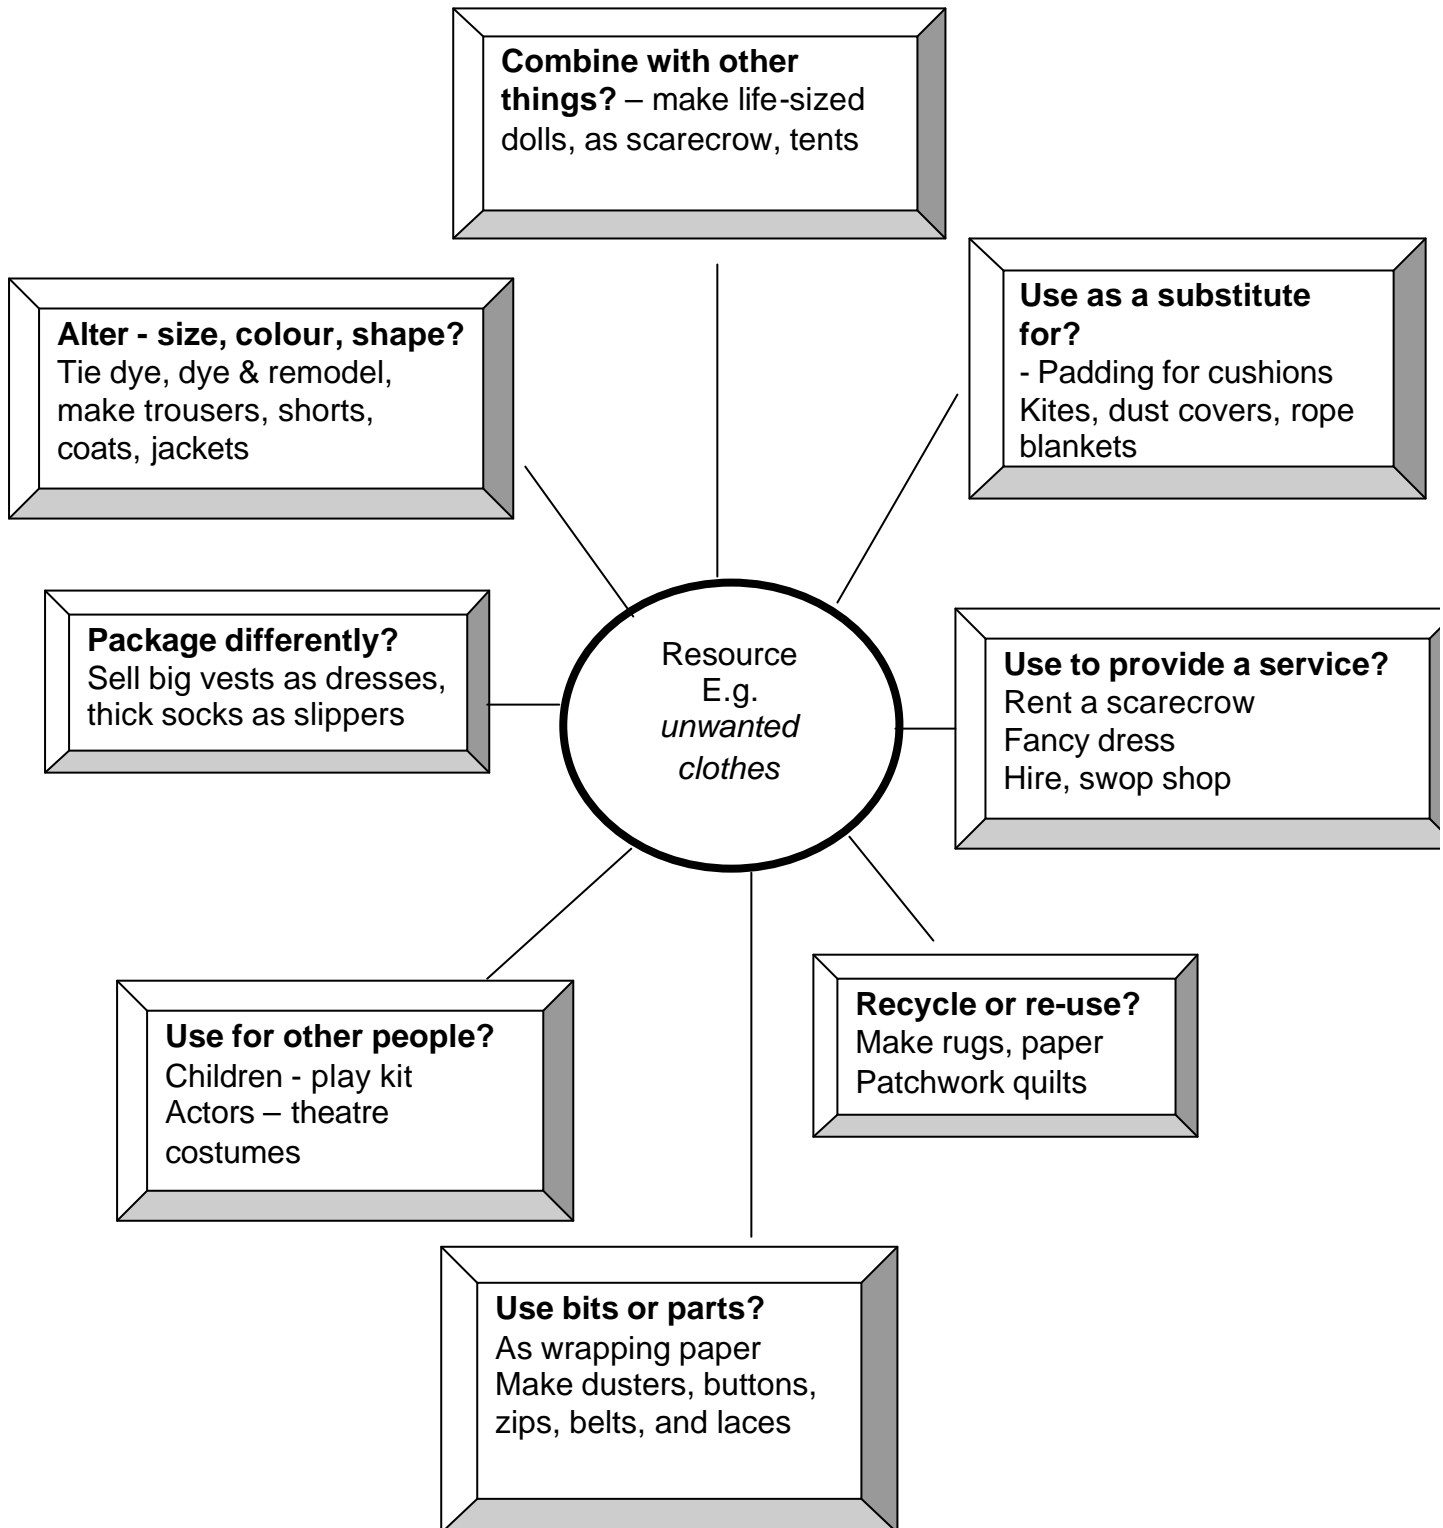 Combine with other
things? – make life-sized
dolls, as scarecrow, tents
Use as a substitute
for?
- Padding for cushions
Kites, dust covers, rope
blankets
Alter - size, colour, shape?
Tie dye, dye & remodel,
make trousers, shorts,
coats, jackets
Package differently?
Sell big vests as dresses,
thick socks as slippers
Resource
E.g.
unwanted
clothes
Use to provide a service?
Rent a scarecrow
Fancy dress
Hire, swop shop
Use for other people?
Children - play kit
Actors – theatre
costumes
Recycle or re-use?
Make rugs, paper
Patchwork quilts
Use bits or parts?
As wrapping paper
Make dusters, buttons,
zips, belts, and laces